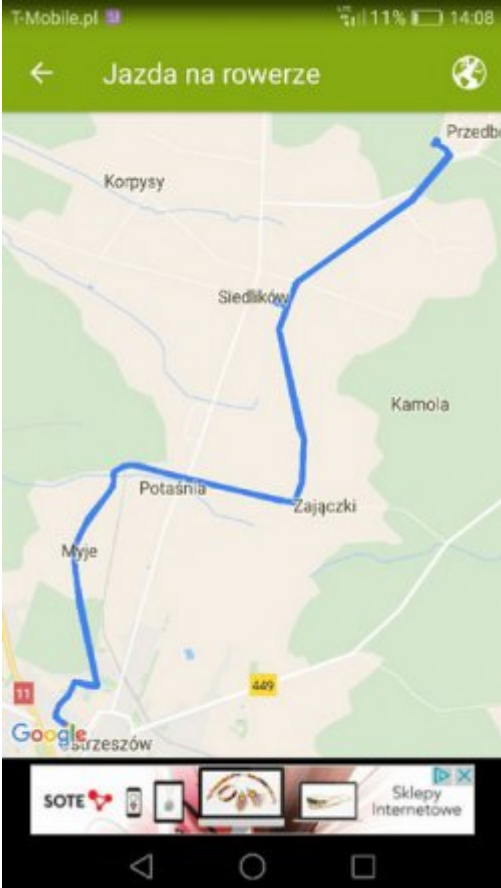 T-Mobile.pl
11% 14:08
Jazda na rowerze
Przedb
Korpysy
Siedlików
Kamola
Potaśnia
Zajączki
Myje
11
449
Google
strzeszów
SOTE
Sklepy
Internetowe